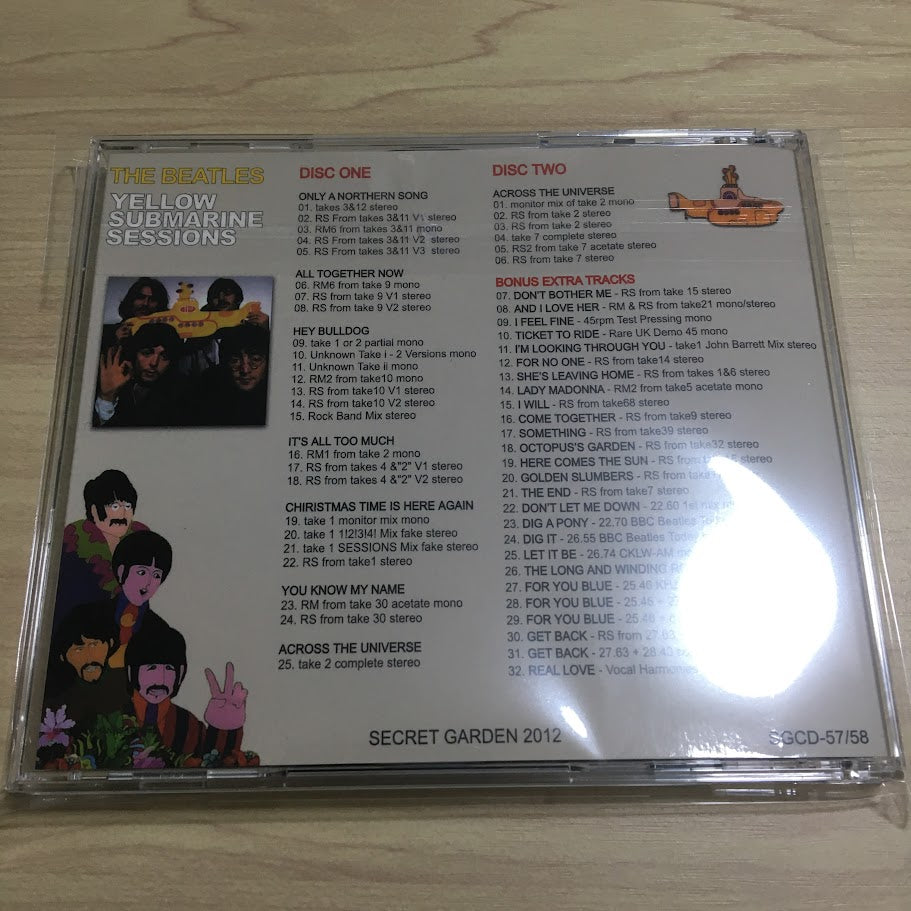 THE BEATLES
YELLOW
SUBMARINE
SESSIONS
DISC ONE
ONLY A NORTHERN SONG
01. takes 3&12 stereo
02. RS From takes 3&11 V1 stereo
03. RM6 from takes 3&11 mono
04. RS From takes 3&11 V2 stereo
05. RS From takes 3&11 V3 stereo
ALL TOGETHER NOW
06. RM6 from take 9 mono
07. RS from take 9 V1 stereo
08. RS from take 9 V2 stereo
HEY BULLDOG
09. take 1 or 2 partial mono
10. Unknown Take i - 2 Versions mono
11. Unknown Take ii mono
12. RM2 from take10 mono
13. RS from take10 V1 stereo
14. RS from take10 V2 stereo
15. Rock Band Mix stereo
IT'S ALL TOO MUCH
16. RM1 from take 2 mono
17. RS from takes 4 &"2" V1 stereo
18. RS from takes 4 &"2" V2 stereo
CHRISTMAS TIME IS HERE AGAIN
19. take 1 monitor mix mono
20. take 1 1!2!3!4! Mix fake stereo
21. take 1 SESSIONS Mix fake stereo
22. RS from take1 stereo
YOU KNOW MY NAME
23. RM from take 30 acetate mono
24. RS from take 30 stereo
ACROSS THE UNIVERSE
25. take 2 complete stereo
DISC TWO
ACROSS THE UNIVERSE
01. monitor mix of take 2 mono
02. RS from take 2 stereo
03. RS from take 2 stereo
04. take 7 complete stereo
05. RS2 from take 7 acetate stereo
06. RS from take 7 stereo
BONUS EXTRA TRACKS
07. DON'T BOTHER ME - RS from take 15 stereo
08. AND I LOVE HER - RM & RS from take21 mono/stereo
09. I FEEL FINE - 45rpm Test Pressing mono
10. TICKET TO RIDE - Rare UK Demo 45 mono
11. I'M LOOKING THROUGH YOU - take1 John Barrett Mix stereo
12. FOR NO ONE - RS from take14 stereo
13. SHE'S LEAVING HOME - RS from takes 1&6 stereo
14. LADY MADONNA - RM2 from take5 acetate mono
15. I WILL - RS from take68 stereo
16. COME TOGETHER - RS from take9 stereo
17. SOMETHING - RS from take39 stereo
18. OCTOPUS'S GARDEN - RS from take32 stereo
19. HERE COMES THE SUN - RS from stereo
20. GOLDEN SLUMBERS - RS from
21. THE END - RS from take7 stereo
22. DON'T LET ME DOWN - 22.60 1st
23. DIG A PONY - 22.70 BBC Beatles
24. DIG IT - 26.55 BBC Beatles
25. LET IT BE - 26.74 CKLW-AM
26. THE LONG AND WINDING
27. FOR YOU BLUE - 25.46
28. FOR YOU BLUE - 25.46 +
29. FOR YOU BLUE - 25.46 +
30. GET BACK - RS from 27.63
31. GET BACK - 27.63 + 28.43
32. REAL LOVE - Vocal Harmonies
SECRET GARDEN 2012
SGCD-57/58